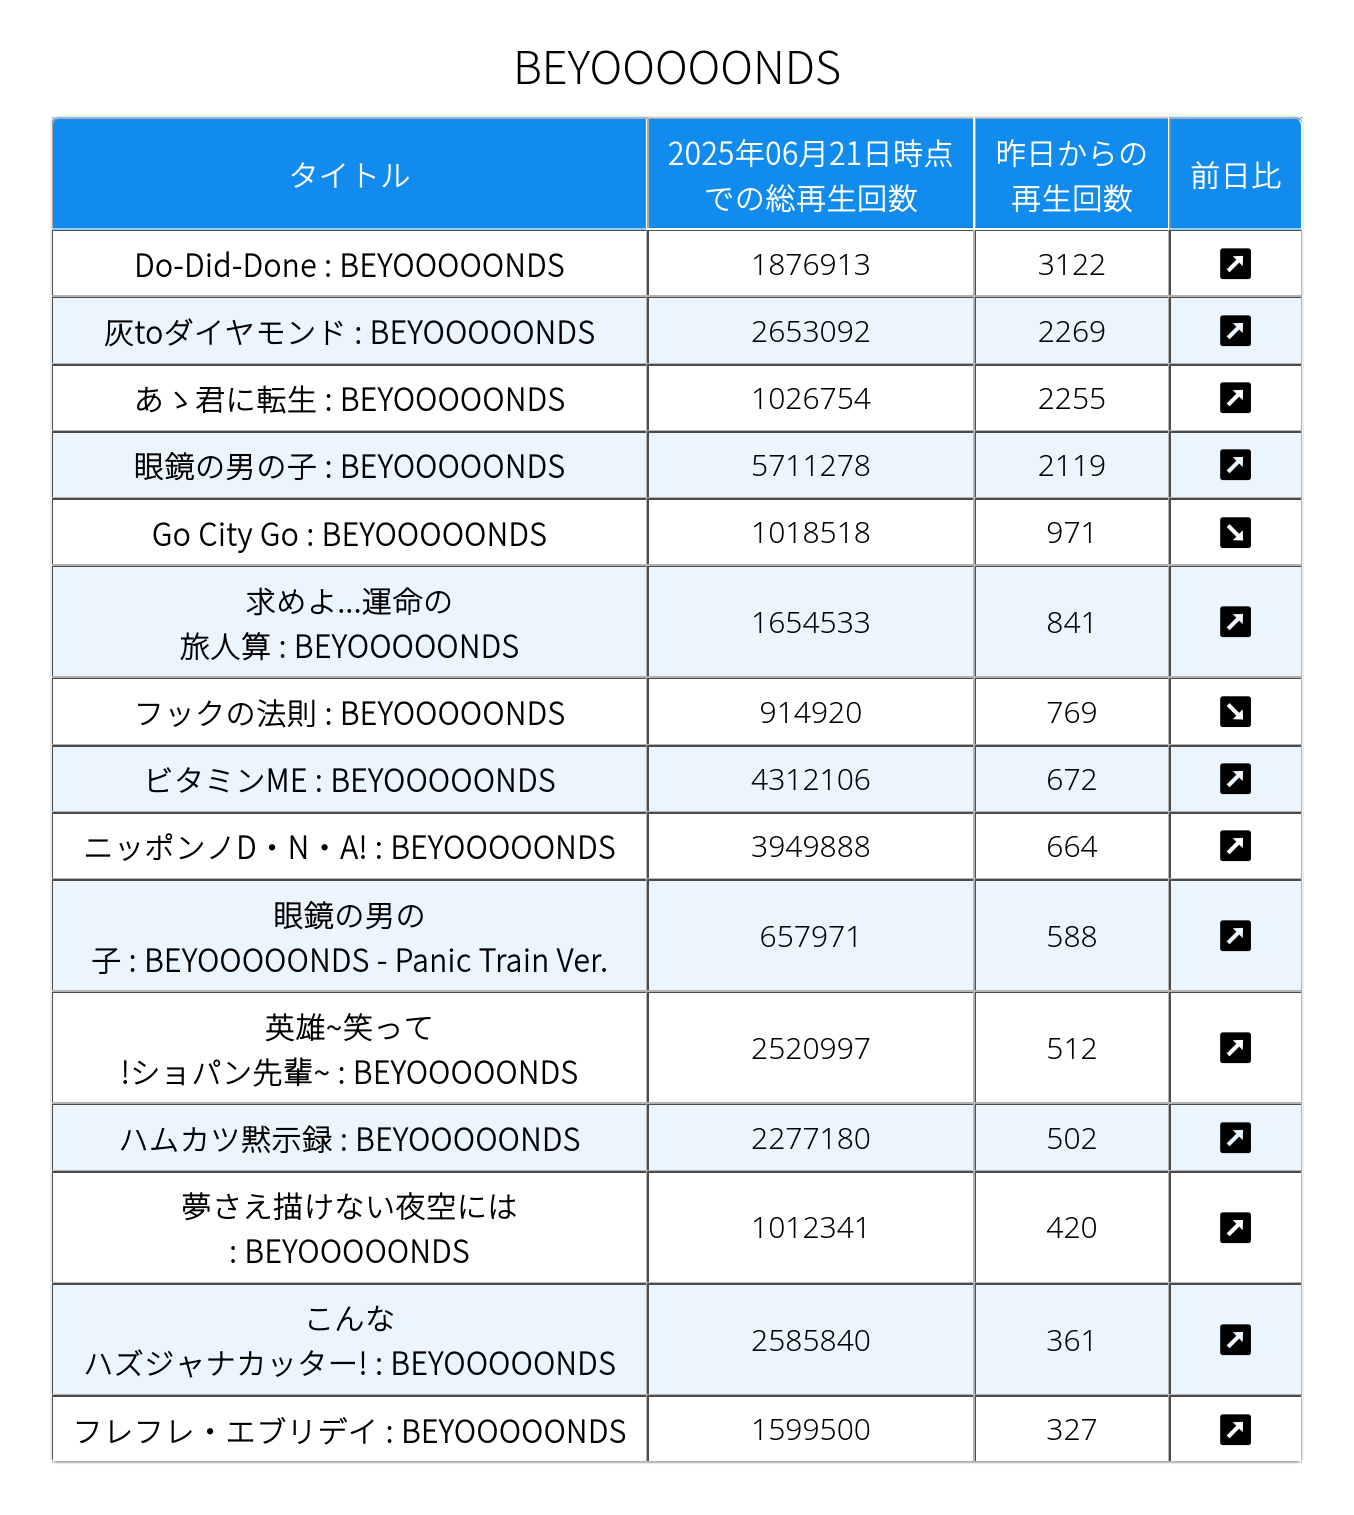 BEYOOOOONDS
タイトル
2025年06月21日時点
での総再生回数
昨日からの
再生回数
前日比
Do-Did-Done : BEYOOOOONDS
1876913
3122
灰toダイヤモンド : BEYOOOOONDS
2653092
2269
あゝ君に転生 : BEYOOOOONDS
1026754
2255
眼鏡の男の子 : BEYOOOOONDS
5711278
2119
Go City Go : BEYOOOOONDS
1018518
971
求めよ...運命の
旅人算 : BEYOOOOONDS
1654533
841
フックの法則 : BEYOOOOONDS
914920
769
ビタミンME : BEYOOOOONDS
4312106
672
ニッポンノD・N・A! : BEYOOOOONDS
3949888
664
眼鏡の男の
子 : BEYOOOOONDS - Panic Train Ver.
657971
588
英雄~笑って
!ショパン先輩~ : BEYOOOOONDS
2520997
512
ハムカツ黙示録 : BEYOOOOONDS
2277180
502
夢さえ描けない夜空には
: BEYOOOOONDS
1012341
420
こんな
ハズジャナカッター! : BEYOOOOONDS
2585840
361
フレフレ・エブリデイ : BEYOOOOONDS
1599500
327